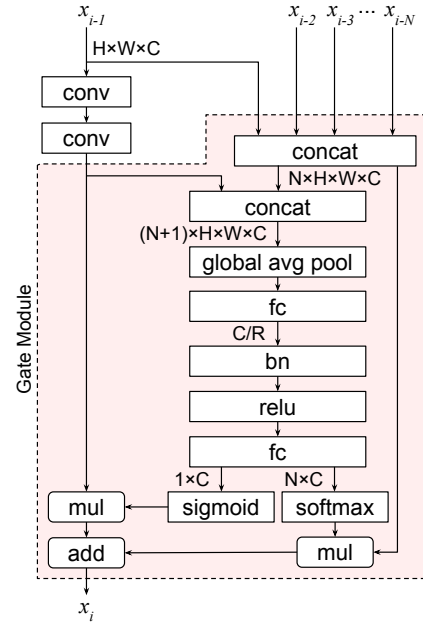 x_{i-1} x_{i-2} x_{i-3} ··· x_{i-N}
H×W×C
conv
conv
concat
N×H×W×C
concat
(N+1)×H×W×C
global avg pool
fc
C/R
bn
relu
fc
1×C N×C
mul sigmoid softmax
add mul
x_i
Gate Module